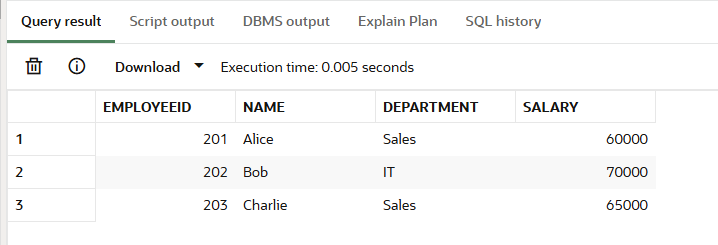 Query result Script output DBMS output Explain Plan SQL history
Download Execution time: 0.005 seconds
EMPLOYEEID NAME DEPARTMENT SALARY
1 201 Alice Sales 60000
2 202 Bob IT 70000
3 203 Charlie Sales 65000